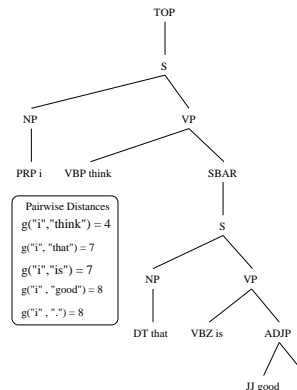 TOP
S
NP VP
PRP i VBP think SBAR
Pairwise Distances
g("i","think") = 4
g("i", "that") = 7
g("i","is") = 7
g("i" , "good") = 8
g("i" , ".") = 8
S
NP VP
DT that VBZ is ADJP
JJ good